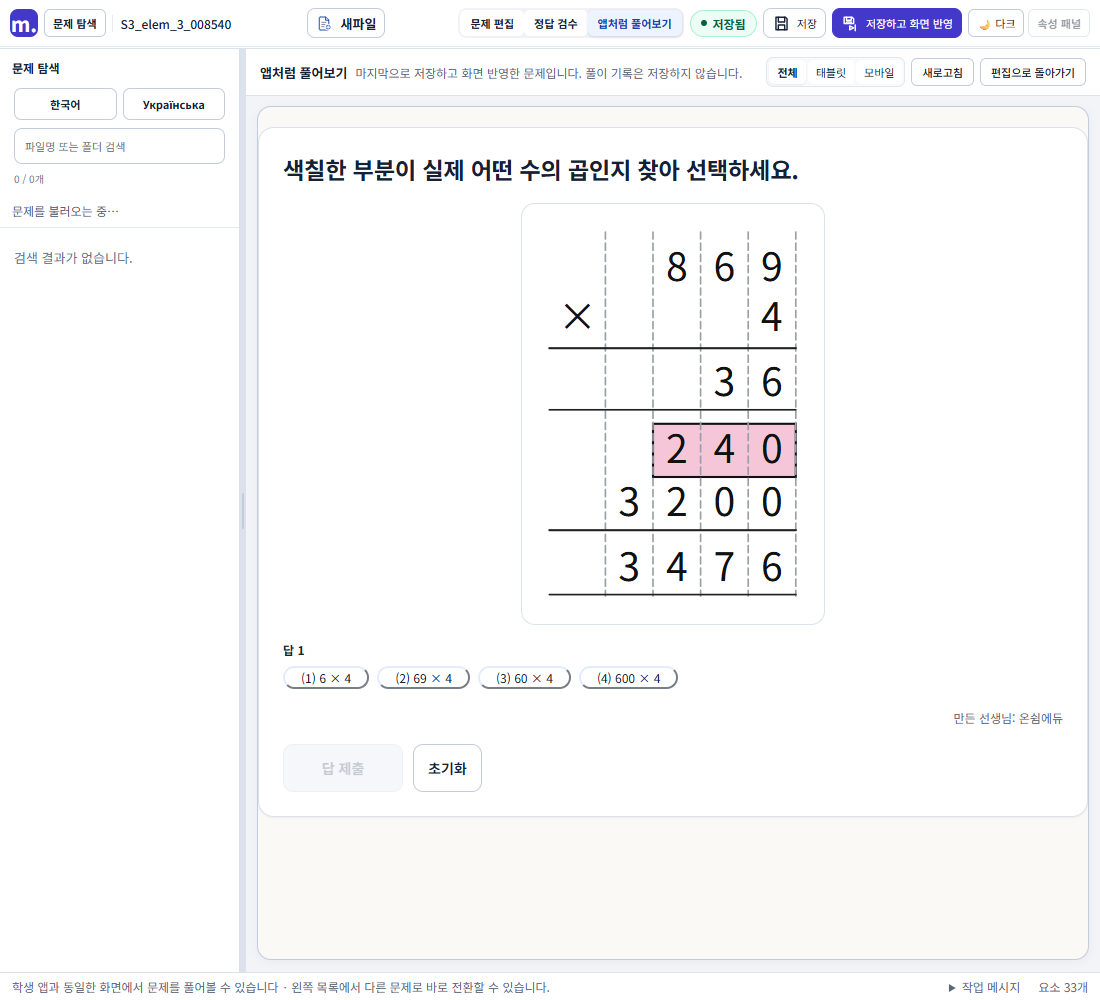 m. 문제 탐색 S3_elem_3_008540 새파일 문제 편집 정답 검수 앱처럼 풀어보기 저장됨 저장 저장하고 화면 반영 다크 속성 패널
문제 탐색
한국어 Українська
파일명 또는 폴더 검색
0 / 0개
문제를 불러오는 중…
검색 결과가 없습니다.
앱처럼 풀어보기 마지막으로 저장하고 화면 반영한 문제입니다. 풀이 기록은 저장하지 않습니다. 전체 태블릿 모바일 새로고침 편집으로 돌아가기
색칠한 부분이 실제 어떤 수의 곱인지 찾아 선택하세요.
8 6 9
× 4
3 6
2 4 0
3 2 0 0
3 4 7 6
답 1
(1) 6 × 4 (2) 69 × 4 (3) 60 × 4 (4) 600 × 4
만든 선생님: 온쉼에듀
답 제출 초기화
학생 앱과 동일한 화면에서 문제를 풀어볼 수 있습니다 · 왼쪽 목록에서 다른 문제로 바로 전환할 수 있습니다. ▶ 작업 메시지 요소 33개